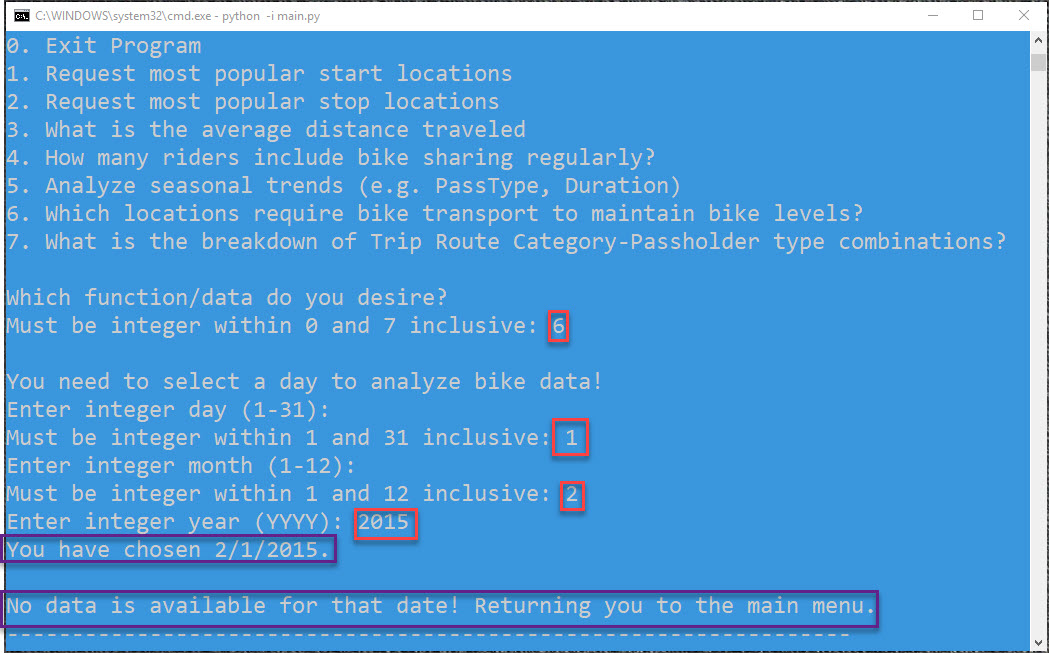 C:\WINDOWS\system32\cmd.exe - python  -i main.py
0. Exit Program
1. Request most popular start locations
2. Request most popular stop locations
3. What is the average distance traveled
4. How many riders include bike sharing regularly?
5. Analyze seasonal trends (e.g. PassType, Duration)
6. Which locations require bike transport to maintain bike levels?
7. What is the breakdown of Trip Route Category-Passholder type combinations?
Which function/data do you desire?
Must be integer within 0 and 7 inclusive: 6
You need to select a day to analyze bike data!
Enter integer day (1-31):
Must be integer within 1 and 31 inclusive: 1
Enter integer month (1-12):
Must be integer within 1 and 12 inclusive: 2
Enter integer year (YYYY): 2015
You have chosen 2/1/2015.
No data is available for that date! Returning you to the main menu.
-----------------------------------------------------------------